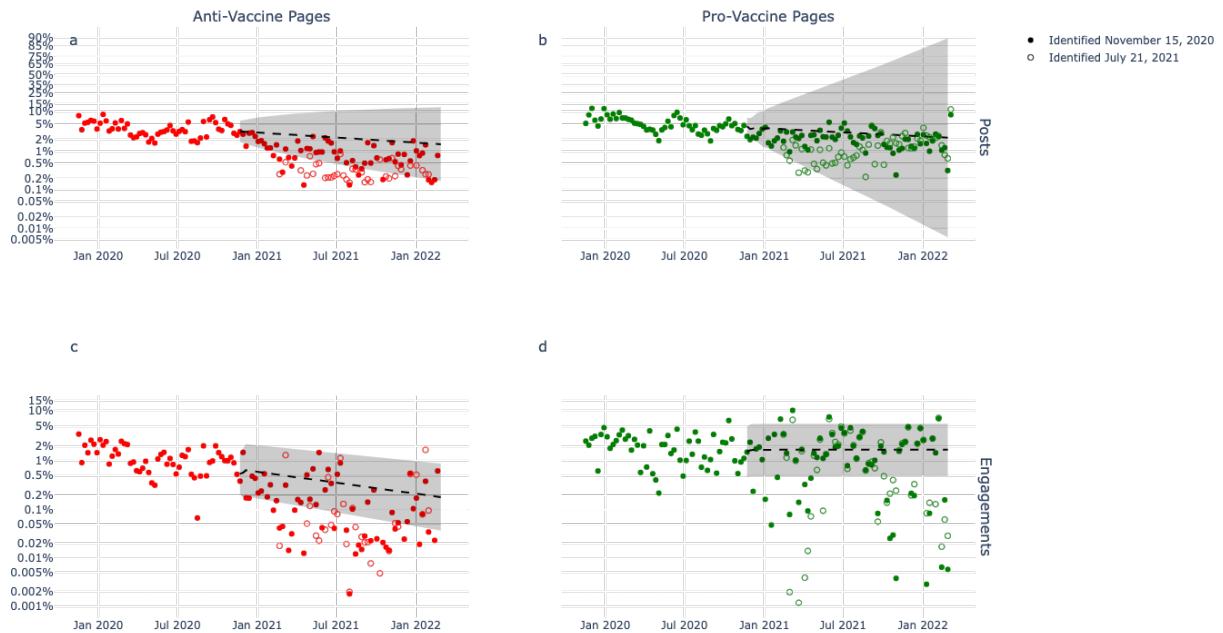 Anti-Vaccine Pages
Pro-Vaccine Pages
a
b
90%
85%
75%
65%
50%
35%
25%
15%
10%
5%
2%
1%
0.5%
0.2%
0.1%
0.05%
0.02%
0.01%
0.005%
Identified November 15, 2020
Identified July 21, 2021
Posts
Jan 2020
Jul 2020
Jan 2021
Jul 2021
Jan 2022
Jan 2020
Jul 2020
Jan 2021
Jul 2021
Jan 2022
c
d
15%
10%
5%
2%
1%
0.5%
0.2%
0.1%
0.05%
0.02%
0.01%
0.005%
0.002%
0.001%
Engagements
Jan 2020
Jul 2020
Jan 2021
Jul 2021
Jan 2022
Jan 2020
Jul 2020
Jan 2021
Jul 2021
Jan 2022